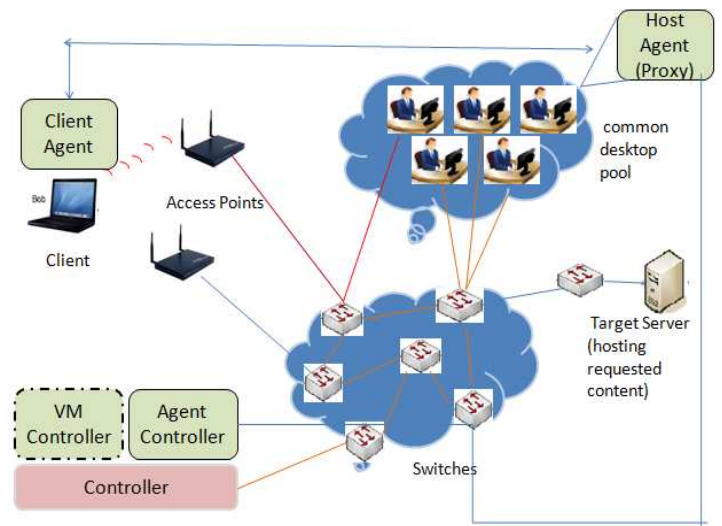 Host
Agent
(Proxy)
Client
Agent
common
desktop
pool
Bob
Access Points
Client
Target Server
(hosting
requested
content)
VM
Controller
Agent
Controller
Switches
Controller